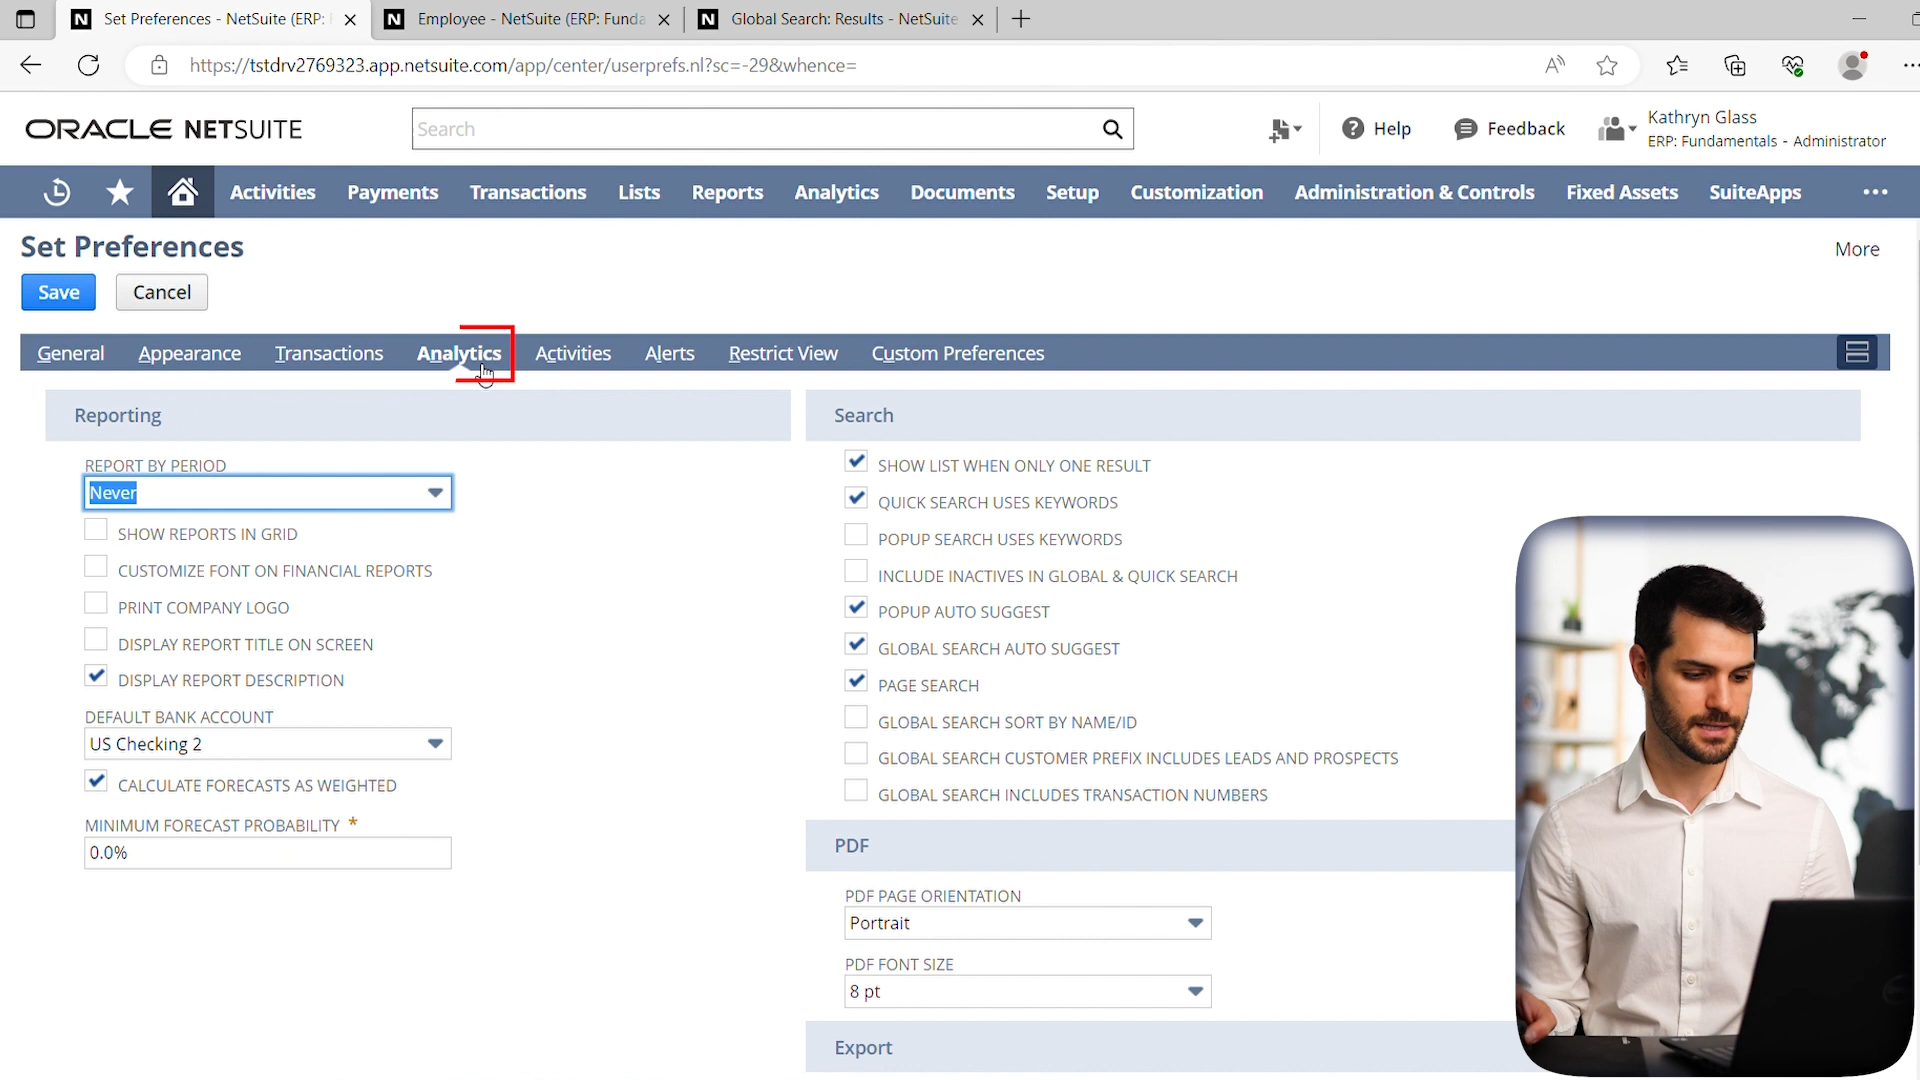 Set Preferences - NetSuite (ERP:
Employee - NetSuite (ERP: Funda
Global Search: Results - NetSuite
https://tstdrv2769323.app.netsuite.com/app/center/userprefs.nl?sc=-29&whence=
ORACLE NETSUITE
Search
Help
Feedback
Kathryn Glass
ERP: Fundamentals - Administrator
Activities
Payments
Transactions
Lists
Reports
Analytics
Documents
Setup
Customization
Administration & Controls
Fixed Assets
SuiteApps
Set Preferences
More
Save
Cancel
General
Appearance
Transactions
Analytics
Activities
Alerts
Restrict View
Custom Preferences
Reporting
REPORT BY PERIOD
Never
SHOW REPORTS IN GRID
CUSTOMIZE FONT ON FINANCIAL REPORTS
PRINT COMPANY LOGO
DISPLAY REPORT TITLE ON SCREEN
DISPLAY REPORT DESCRIPTION
DEFAULT BANK ACCOUNT
US Checking 2
CALCULATE FORECASTS AS WEIGHTED
MINIMUM FORECAST PROBABILITY *
0.0%
Search
SHOW LIST WHEN ONLY ONE RESULT
QUICK SEARCH USES KEYWORDS
POPUP SEARCH USES KEYWORDS
INCLUDE INACTIVES IN GLOBAL & QUICK SEARCH
POPUP AUTO SUGGEST
GLOBAL SEARCH AUTO SUGGEST
PAGE SEARCH
GLOBAL SEARCH SORT BY NAME/ID
GLOBAL SEARCH CUSTOMER PREFIX INCLUDES LEADS AND PROSPECTS
GLOBAL SEARCH INCLUDES TRANSACTION NUMBERS
PDF
PDF PAGE ORIENTATION
Portrait
PDF FONT SIZE
8 pt
Export